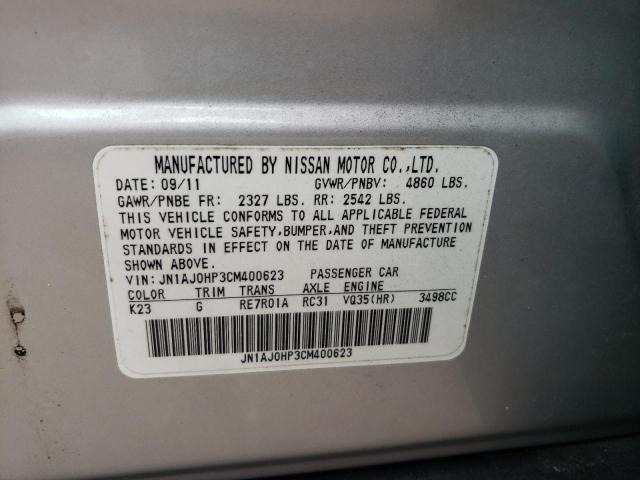 MANUFACTURED BY NISSAN MOTOR CO.,LTD.
DATE: 09/11 GVWR/PNBV: 4860 LBS.
GAWR/PNBE FR: 2327 LBS. RR: 2542 LBS.
THIS VEHICLE CONFORMS TO ALL APPLICABLE FEDERAL
MOTOR VEHICLE SAFETY, BUMPER, AND THEFT PREVENTION
STANDARDS IN EFFECT ON THE DATE OF MANUFACTURE
SHOWN ABOVE.
VIN: JN1AJ0HP3CM400623 PASSENGER CAR
COLOR TRIM TRANS AXLE ENGINE
K23 G RE7R01A RC31 VQ35(HR) 3498CC
JN1AJ0HP3CM400623